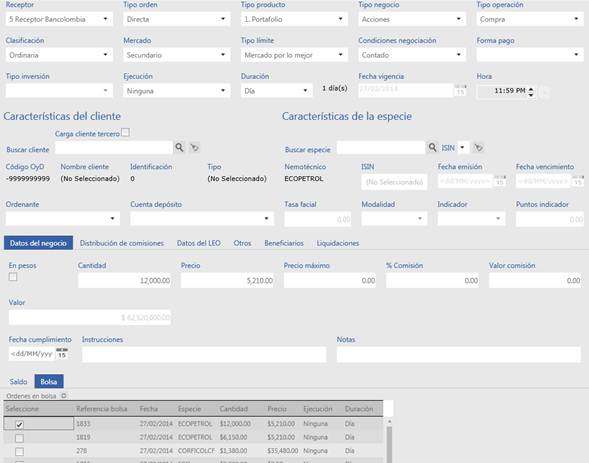 Receptor Tipo orden Tipo producto Tipo negocio Tipo operación
5 Receptor Bancolombia Directa 1. Portafolio Acciones Compra
Clasificación Mercado Tipo límite Condiciones negociación Forma pago
Ordinaria Secundario Mercado por lo mejor Contado
Tipo inversión Ejecución Duración Fecha vigencia Hora
Ninguna Día 1 día(s) 27/02/2014 15 11:59 PM
Características del cliente Características de la especie
Carga cliente tercero
Buscar cliente Buscar especie ISIN
Código OyD Nombre cliente Identificación Tipo Nemotécnico ISIN Fecha emisión Fecha vencimiento
-9999999999 (No Seleccionado) 0 (No Seleccionado) ECOPETROL (No Seleccionado) <dd/MM/yyyy> 15 <dd/MM/yyyy> 15
Ordenante Cuenta depósito Tasa facial Modalidad Indicador Puntos indicador
0.00 0.00
Datos del negocio Distribución de comisiones Datos del LEO Otros Beneficiarios Liquidaciones
En pesos Cantidad Precio Precio máximo % Comisión Valor comisión
12,000.00 5,210.00 0.00 0.00 0.00
Valor
$ 62,520,000.00
Fecha cumplimiento Instrucciones Notas
<dd/MM/yyy 15
Saldo Bolsa
Ordenes en bolsa
Seleccione Referencia bolsa Fecha Especie Cantidad Precio Ejecución Duración
1833 27/02/2014 ECOPETROL $12,000.00 $5,210.00 Ninguna Día
1819 27/02/2014 ECOPETROL $6,150.00 $5,210.00 Ninguna Día
278 27/02/2014 CORFICOLCF $1,380.00 $35,480.00 Ninguna Día